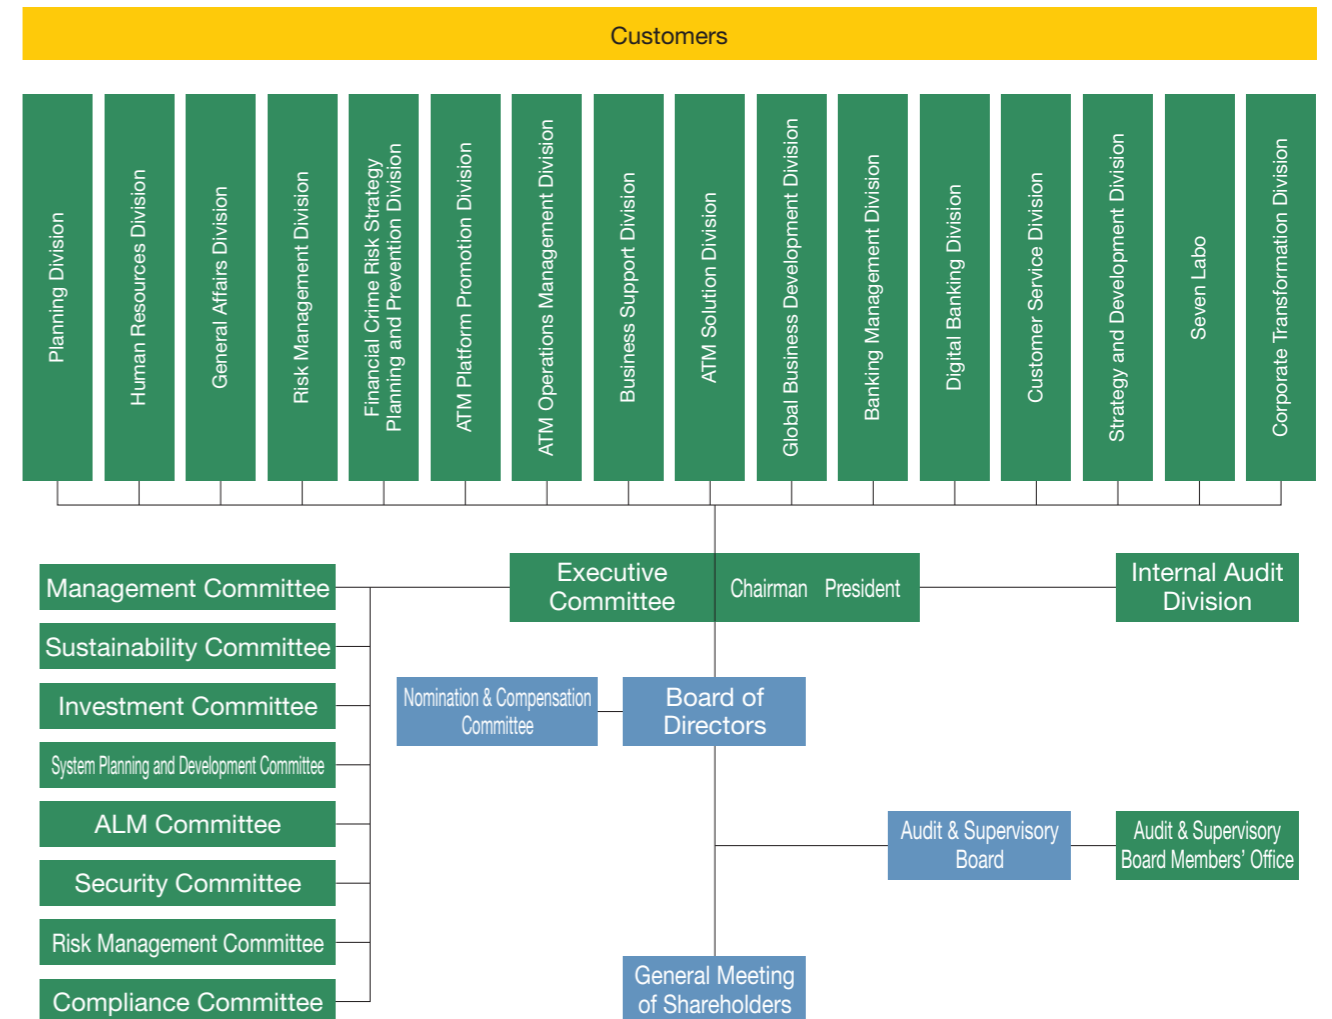 Customers
Planning Division
Human Resources Division
General Affairs Division
Risk Management Division
Financial Crime Risk Strategy
Planning and Prevention Division
ATM Platform Promotion Division
ATM Operations Management Division
Business Support Division
ATM Solution Division
Global Business Development Division
Banking Management Division
Digital Banking Division
Customer Service Division
Strategy and Development Division
Seven Labo
Corporate Transformation Division
Executive
Committee
Chairman President
Internal Audit
Division
Management Committee
Sustainability Committee
Investment Committee
System Planning and Development Committee
ALM Committee
Security Committee
Risk Management Committee
Compliance Committee
Nomination & Compensation
Committee
Board of
Directors
Audit & Supervisory
Board
Audit & Supervisory
Board Members’ Office
General Meeting
of Shareholders